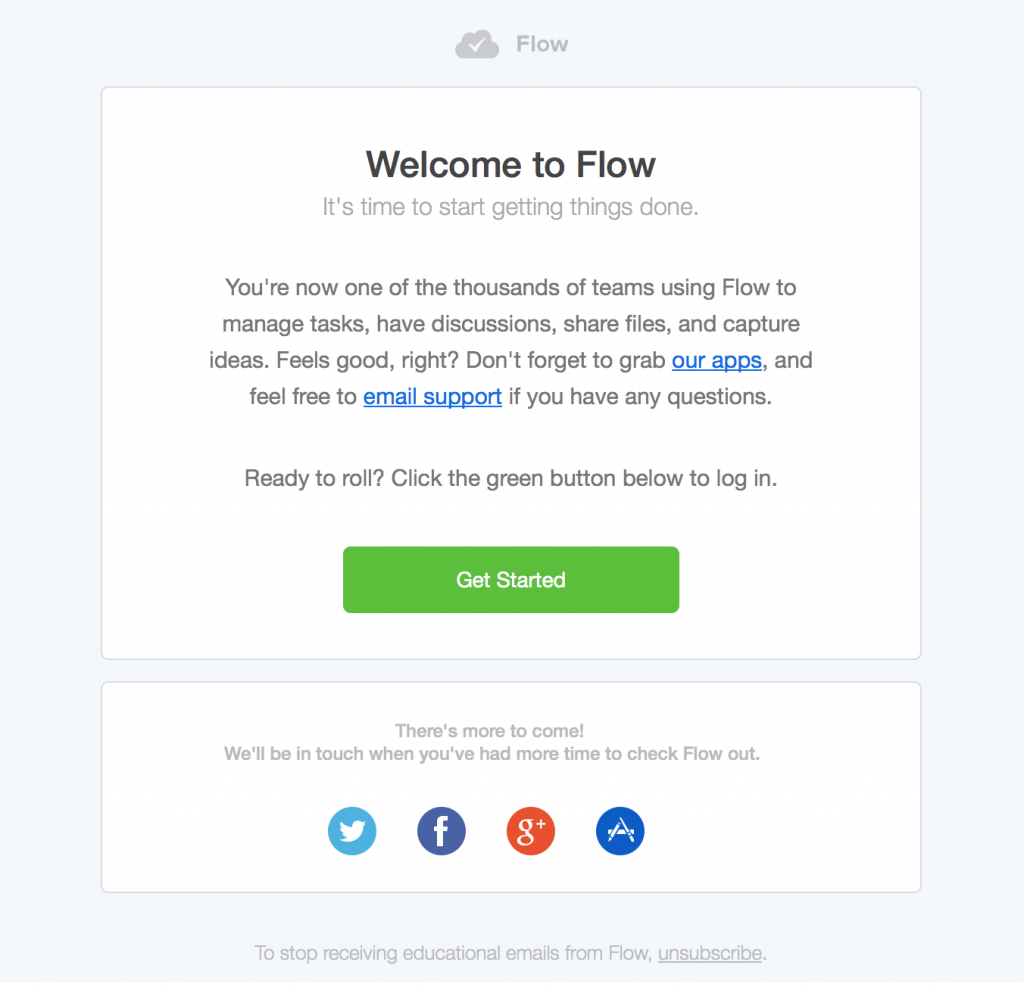 Flow
Welcome to Flow
It's time to start getting things done.
You're now one of the thousands of teams using Flow to
manage tasks, have discussions, share files, and capture
ideas. Feels good, right? Don't forget to grab our apps, and
feel free to email support if you have any questions.
Ready to roll? Click the green button below to log in.
Get Started
There's more to come!
We'll be in touch when you've had more time to check Flow out.
f g+
To stop receiving educational emails from Flow, unsubscribe.